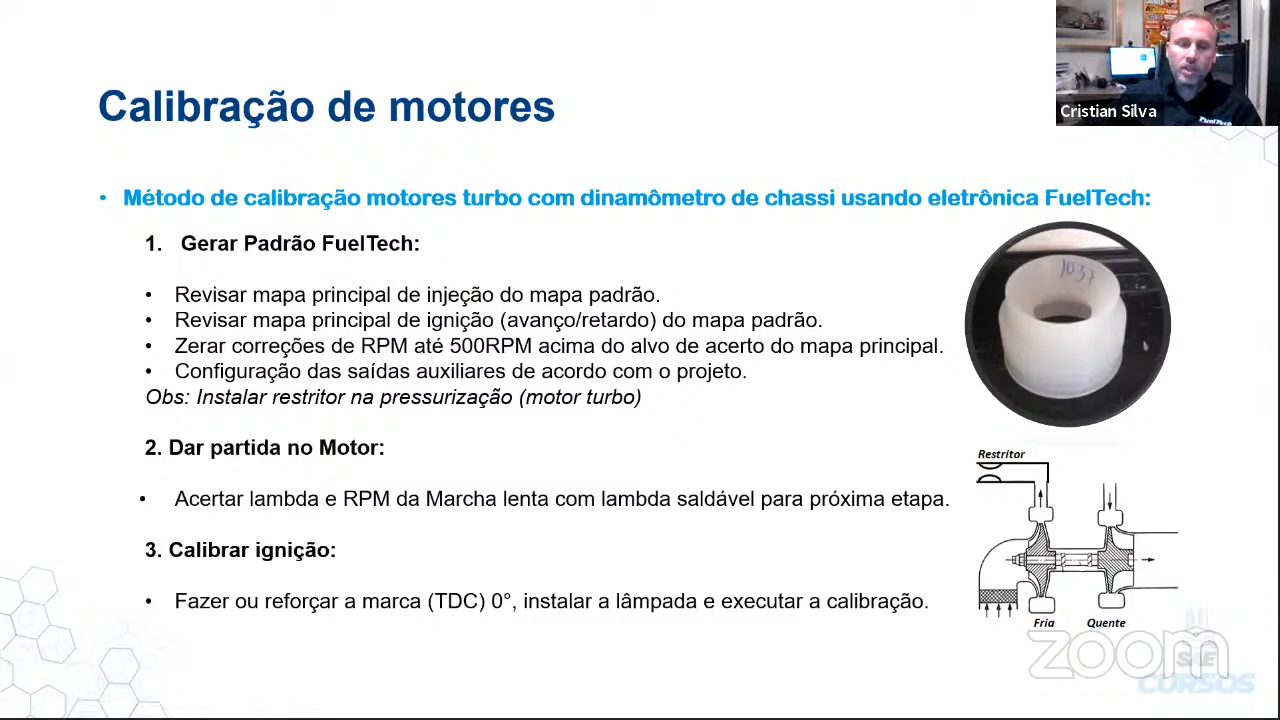 Calibração de motores
Cristian Silva
FuelTech
• Método de calibração motores turbo com dinamômetro de chassi usando eletrônica FuelTech:
1. Gerar Padrão FuelTech:
• Revisar mapa principal de injeção do mapa padrão.
• Revisar mapa principal de ignição (avanço/retardo) do mapa padrão.
• Zerar correções de RPM até 500RPM acima do alvo de acerto do mapa principal.
• Configuração das saídas auxiliares de acordo com o projeto.
Obs: Instalar restritor na pressurização (motor turbo)
1037
2. Dar partida no Motor:
• Acertar lambda e RPM da Marcha lenta com lambda saldável para próxima etapa.
3. Calibrar ignição:
• Fazer ou reforçar a marca (TDC) 0°, instalar a lâmpada e executar a calibração.
Restritor
Fria
Quente
zoom
SAE
CURSOS